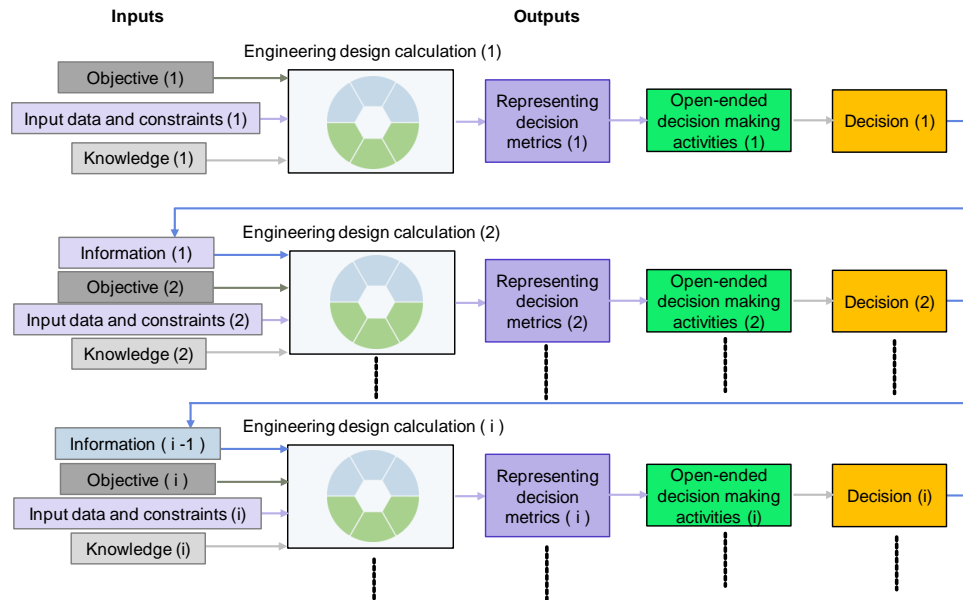 Inputs
Outputs
Engineering design calculation (1)
Objective (1)
Input data and constraints (1)
Knowledge (1)
Representing
decision
metrics (1)
Open-ended
decision making
activities (1)
Decision (1)
Engineering design calculation (2)
Information (1)
Objective (2)
Input data and constraints (2)
Knowledge (2)
Representing
decision
metrics (2)
Open-ended
decision making
activities (2)
Decision (2)
Engineering design calculation ( i )
Information ( i -1 )
Objective ( i )
Input data and constraints (i)
Knowledge (i)
Representing
decision
metrics ( i )
Open-ended
decision making
activities (i)
Decision (i)